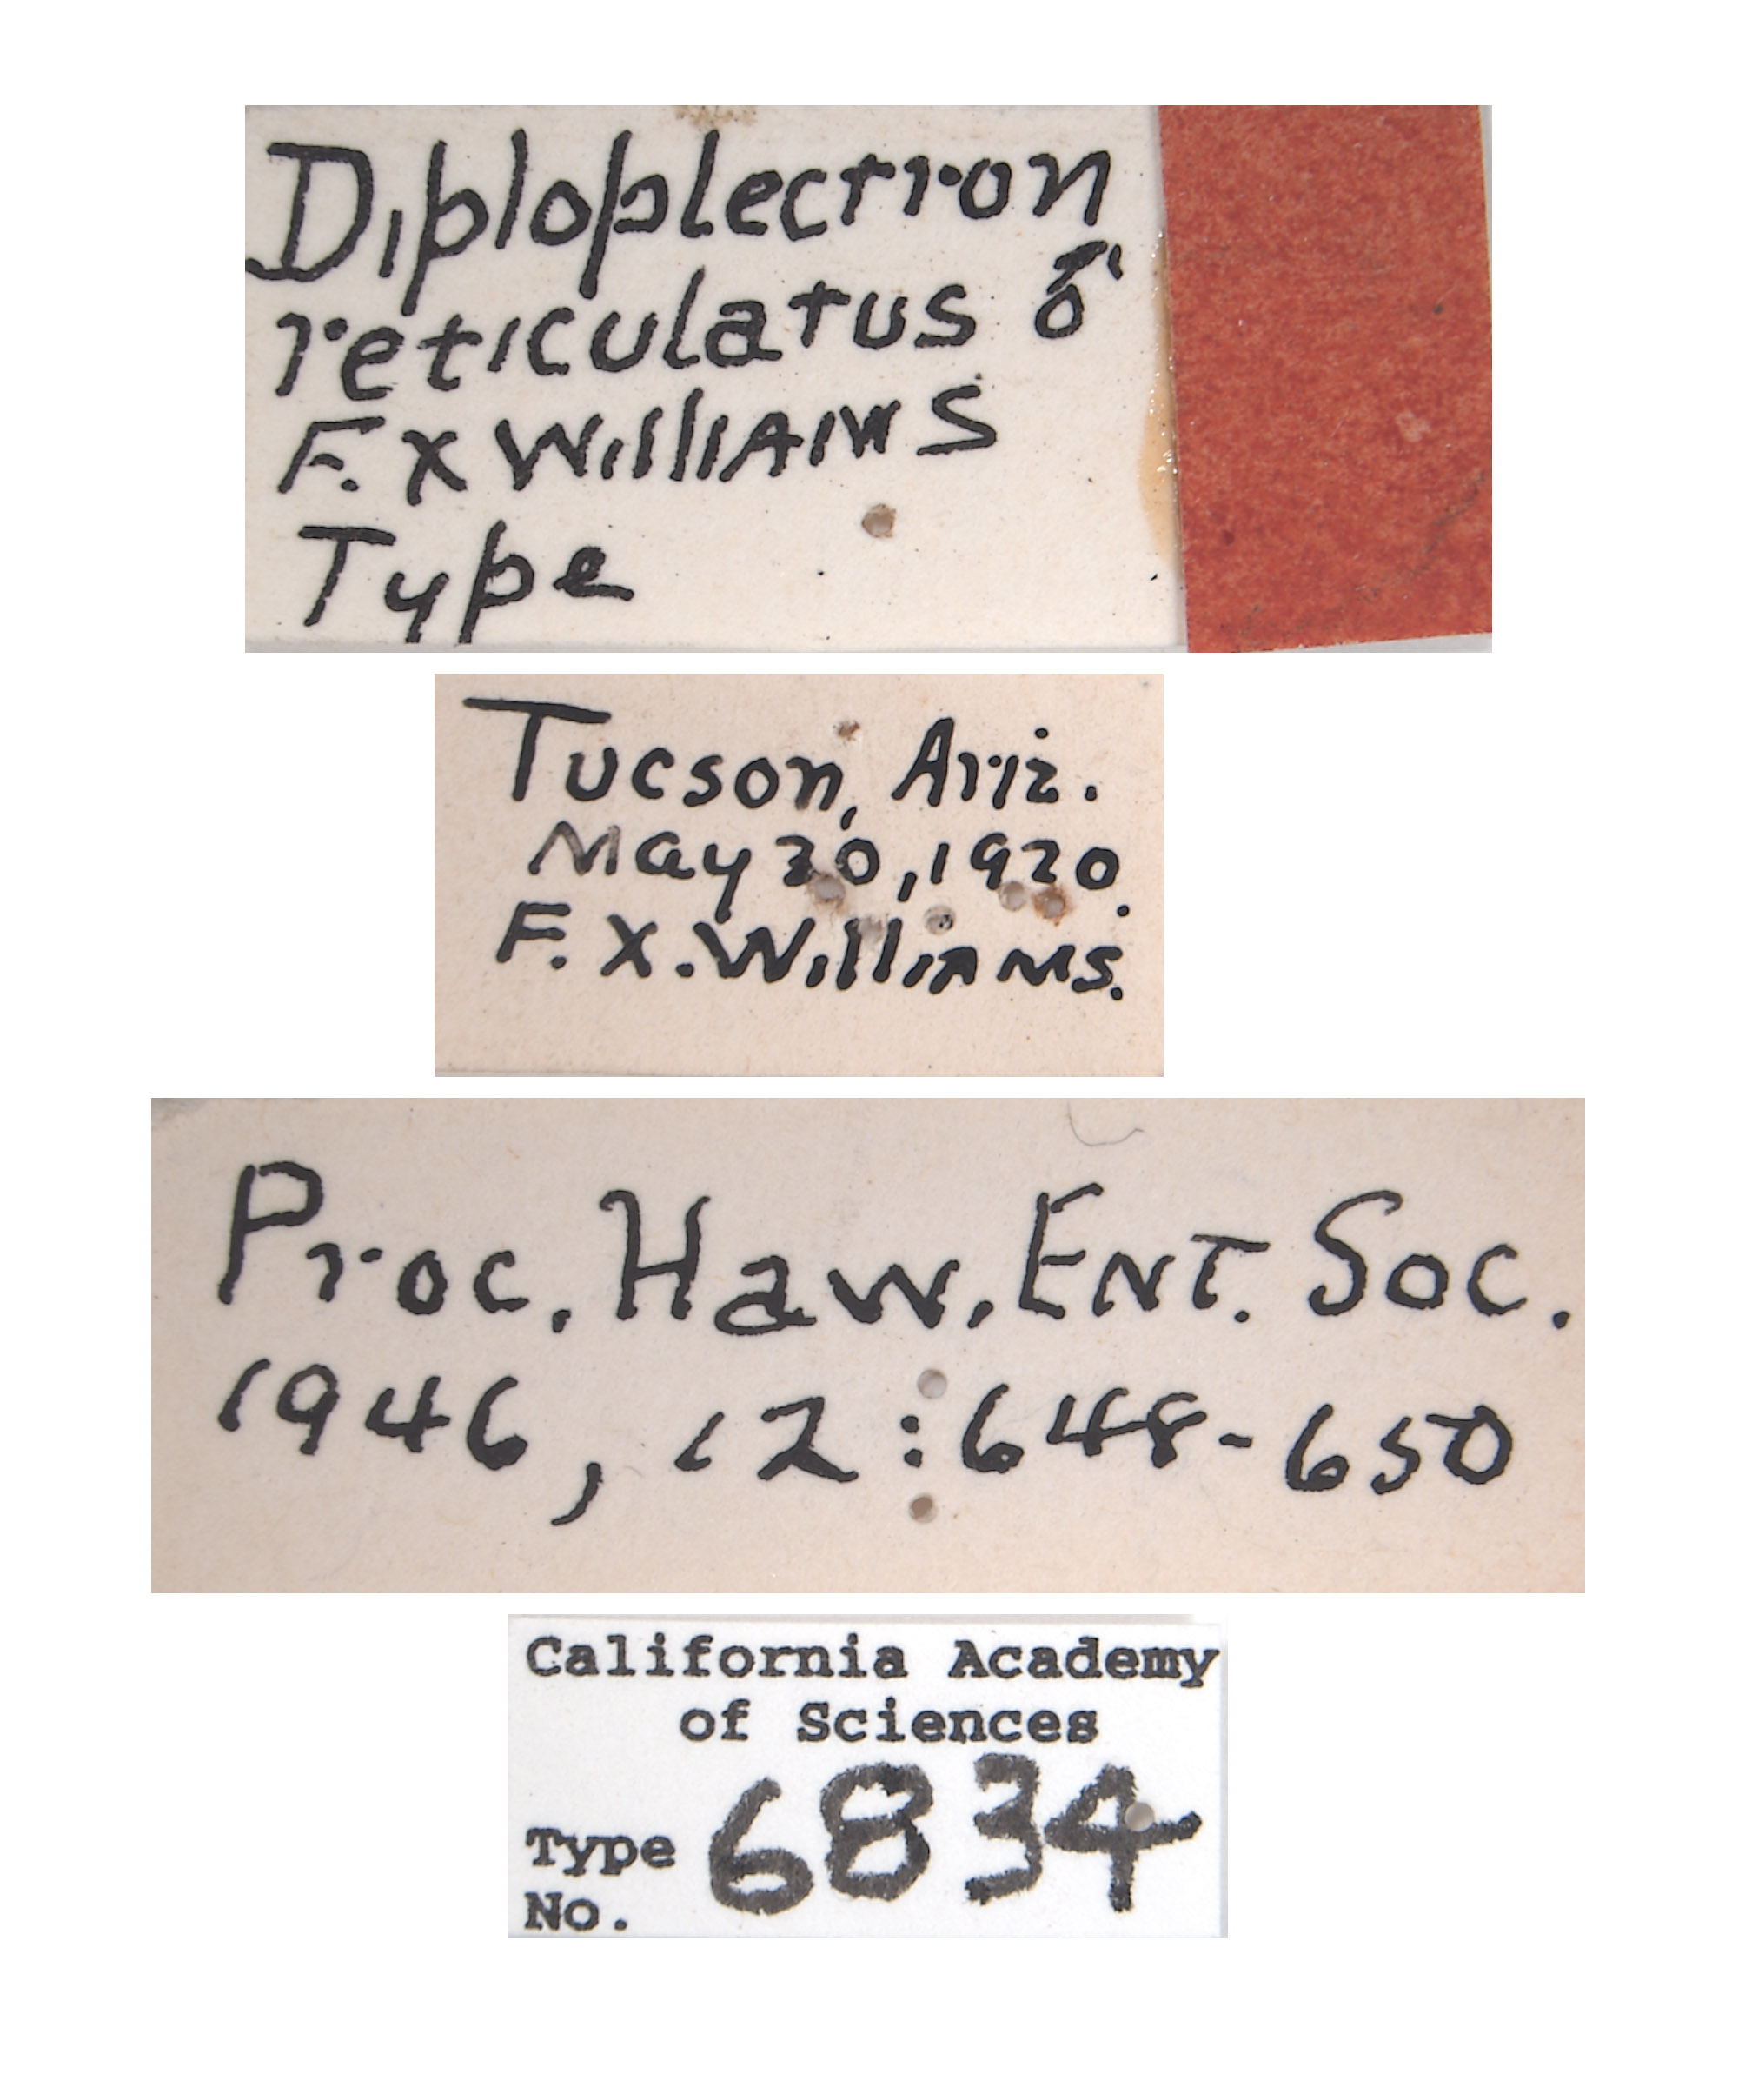 Diploplectron
reticulatus ♂
F. X Williams
Type
Tucson, Ariz.
May 30, 1920.
F. X. Williams.
Proc. Haw. Ent. Soc.
1946, 12:648-650
California Academy
of Sciences
Type 6834
No.